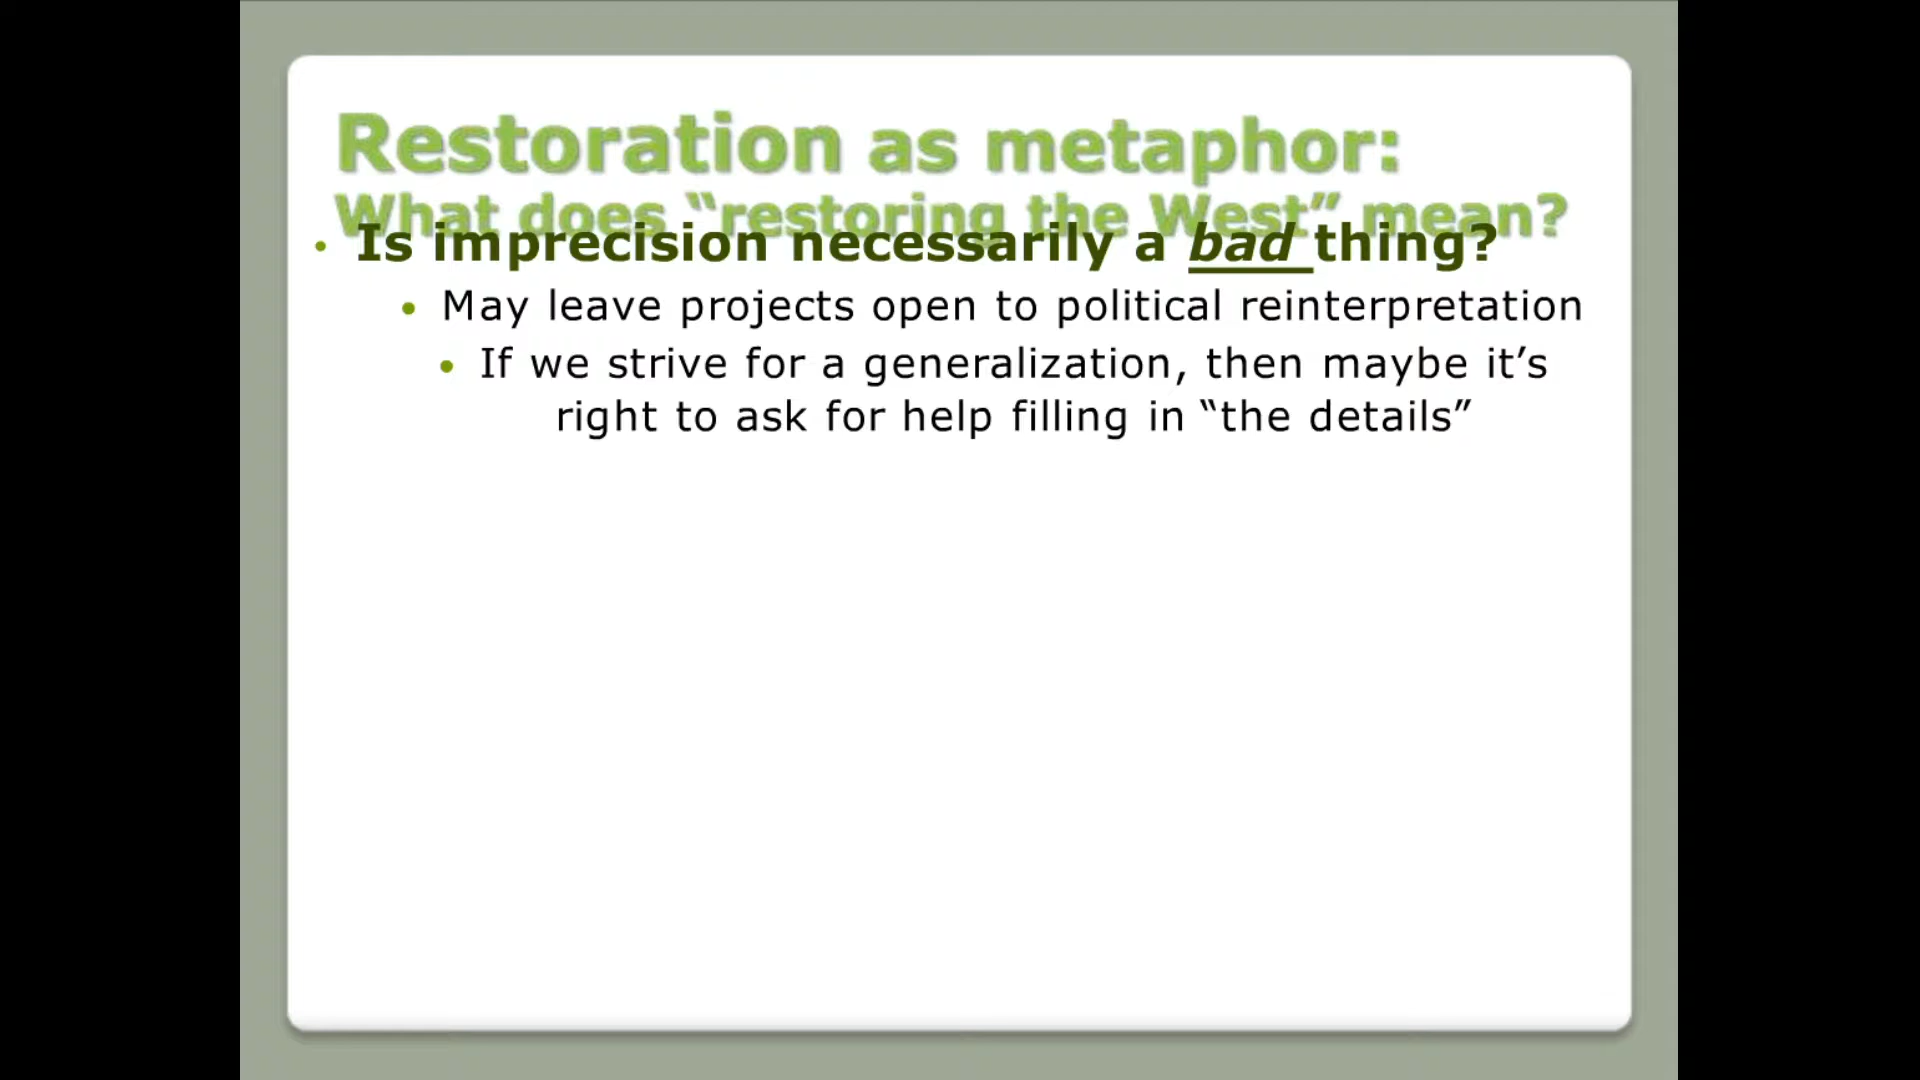 Restoration as metaphor:
What does “restoring the West” mean?
• Is imprecision necessarily a bad thing?
• May leave projects open to political reinterpretation
• If we strive for a generalization, then maybe it’s
right to ask for help filling in “the details”